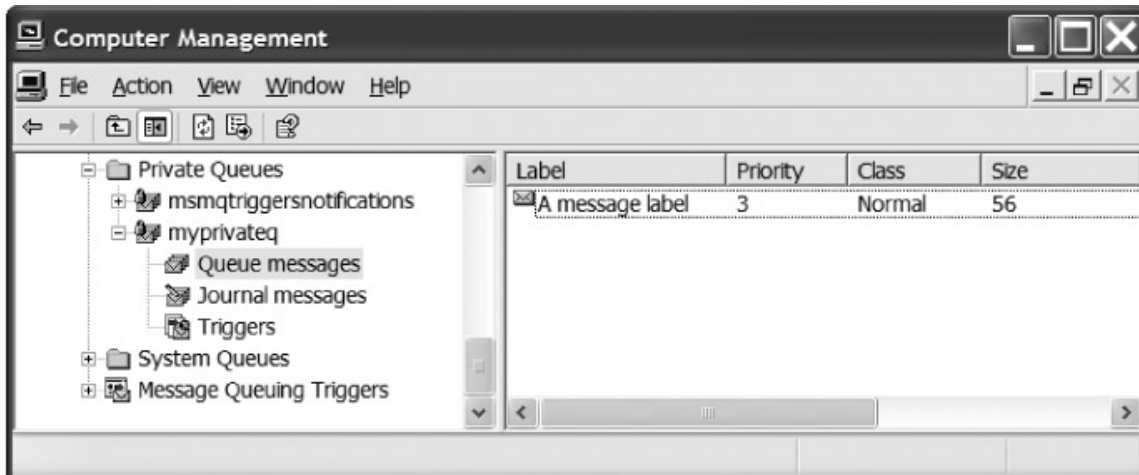 Computer Management
File Action View Window Help
Private Queues
msmqtriggersnotifications
myprivateq
Queue messages
Journal messages
Triggers
System Queues
Message Queuing Triggers
Label Priority Class Size
A message label 3 Normal 56